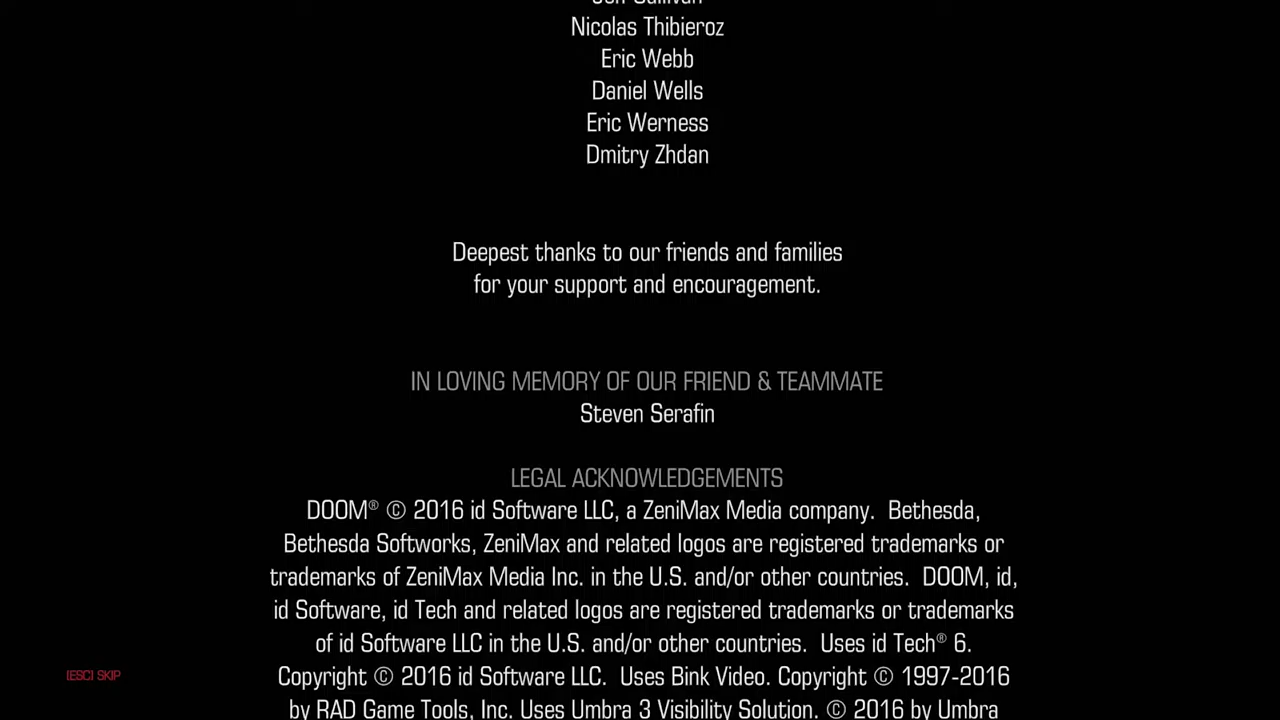 Nicolas Thibieroz
Eric Webb
Daniel Wells
Eric Werness
Dmitry Zhdan
Deepest thanks to our friends and families
for your support and encouragement.
IN LOVING MEMORY OF OUR FRIEND & TEAMMATE
Steven Serafin
LEGAL ACKNOWLEDGEMENTS
DOOM® © 2016 id Software LLC, a ZeniMax Media company.  Bethesda,
Bethesda Softworks, ZeniMax and related logos are registered trademarks or
trademarks of ZeniMax Media Inc. in the U.S. and/or other countries.  DOOM, id,
id Software, id Tech and related logos are registered trademarks or trademarks
of id Software LLC in the U.S. and/or other countries.  Uses id Tech® 6.
Copyright © 2016 id Software LLC.  Uses Bink Video. Copyright © 1997-2016
by RAD Game Tools, Inc. Uses Umbra 3 Visibility Solution. © 2016 by Umbra
[ESC] SKIP